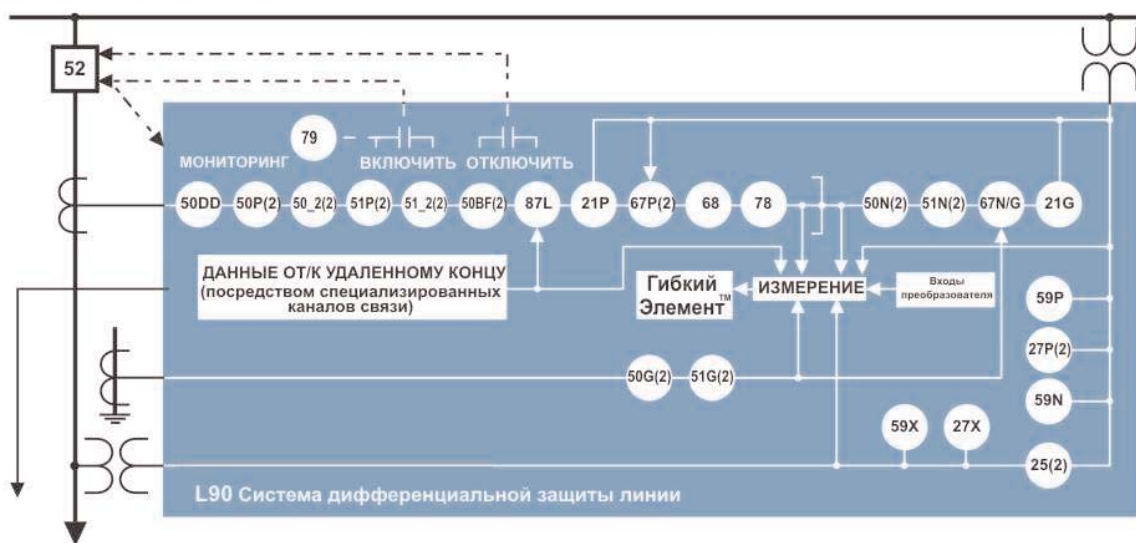 52
79
МОНИТОРИНГ
ВКЛЮЧИТЬ
ОТКЛЮЧИТЬ
50DD
50P(2)
50_2(2)
51P(2)
51_2(2)
50BF(2)
87L
21P
67P(2)
68
78
50N(2)
51N(2)
67N/G
21G
ДАННЫЕ ОТ/К УДАЛЕННОМУ КОНЦУ
(посредством специализированных
каналов связи)
Гибкий
Элемент™
ИЗМЕРЕНИЕ
Входы
преобразователя
59P
27P(2)
50G(2)
51G(2)
59N
59X
27X
25(2)
L90 Система дифференциальной защиты линии